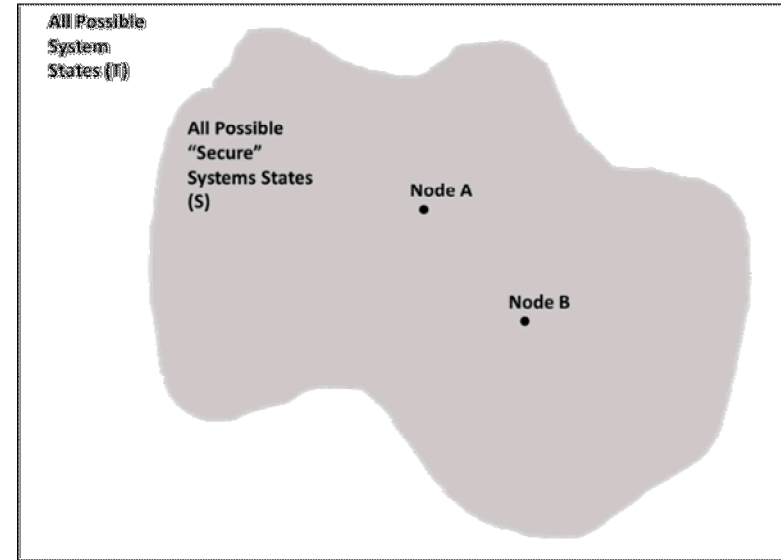 All Possible
System
States (T)
All Possible
“Secure”
Systems States
(S)
Node A
Node B